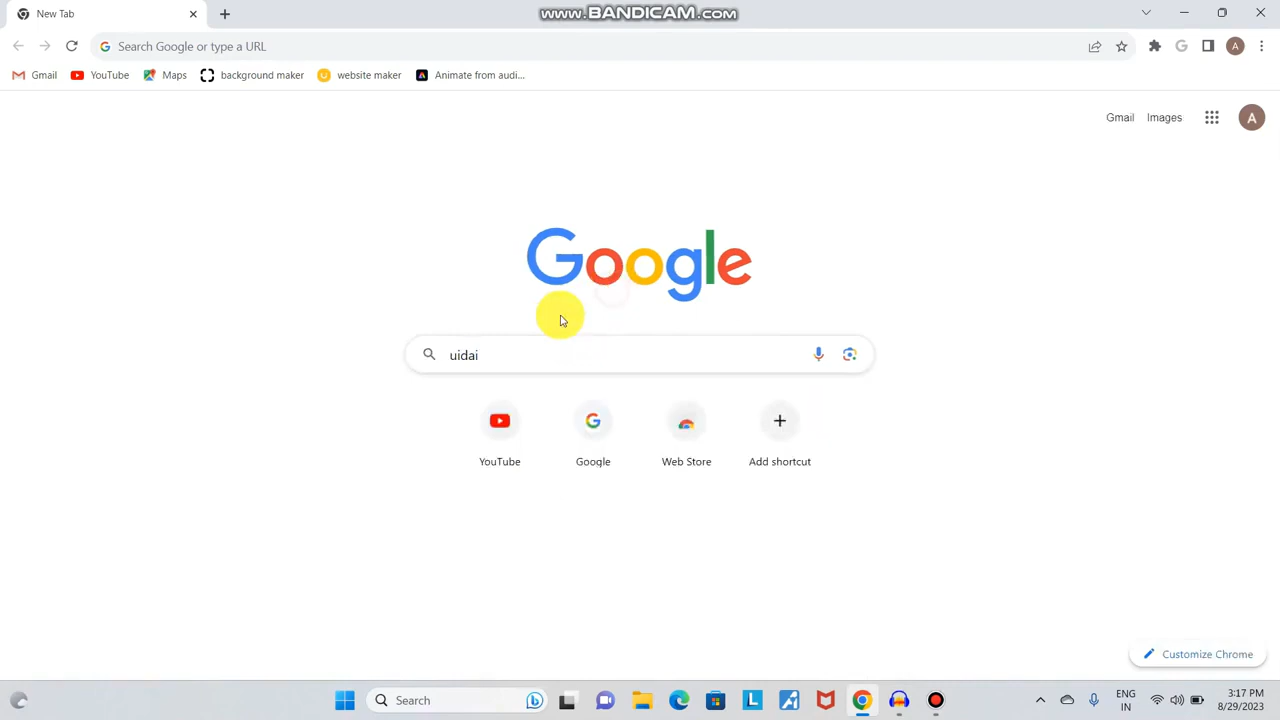 New Tab
www.BANDICAM.com
Search Google or type a URL
A
Gmail
YouTube
Maps
background maker
website maker
Animate from audi...
Gmail
Images
A
Google
uidai
YouTube
Google
Web Store
Add shortcut
Customize Chrome
Search
ENG
IN
3:17 PM
8/29/2023